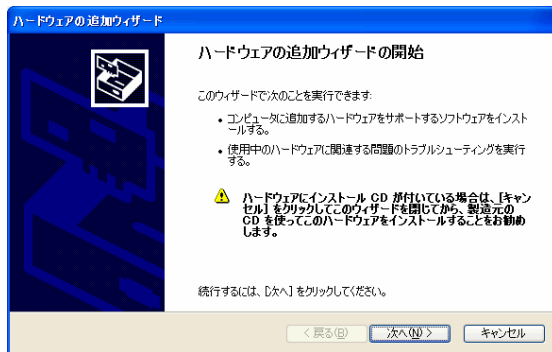 ハードウェアの追加ウィザード
ハードウェアの追加ウィザードの開始
このウィザードで次のことを実行できます:
• コンピュータに追加するハードウェアをサポートするソフトウェアをインスト
ールする。
• 使用中のハードウェアに関連する問題のトラブルシューティングを実行
する。
ハードウェアにインストール CD が付いている場合は、[キャン
セル] をクリックしてこのウィザードを閉じてから、製造元の
CD を使ってこのハードウェアをインストールすることをお勧め
します。
続行するには、[次へ] をクリックしてください。
< 戻る(B)
次へ(N) >
キャンセル